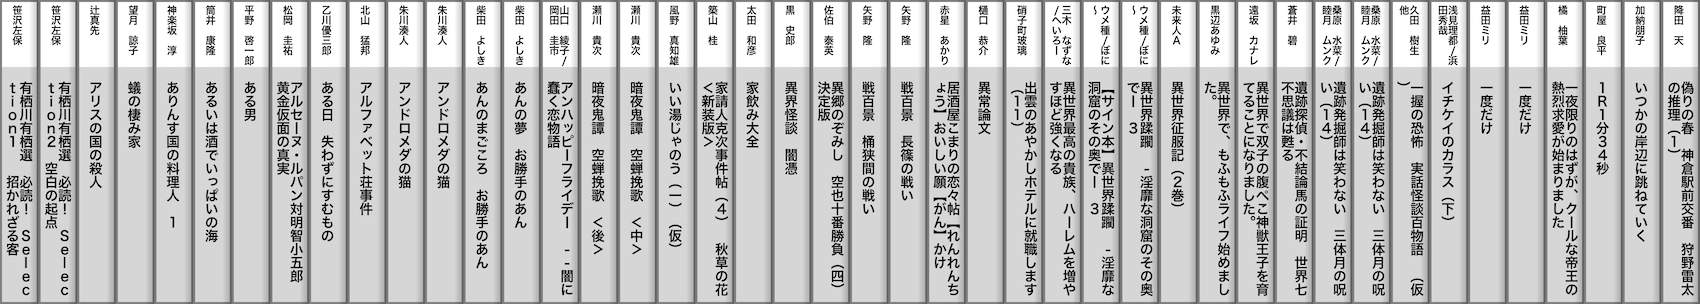 降田　天
偽りの春　神倉駅前交番　狩野雷太
の推理（１）
加納朋子
いつかの岸辺に跳ねていく
町屋　良平
１Ｒ１分３４秒
橘　柚葉
一夜限りのはずが、クールな帝王の
熱烈求愛が始まりました
益田ミリ
一度だけ
益田ミリ
一度だけ
浅見理都/浜
田秀哉
イチケイのカラス（下）
久田　樹生
他
一握の恐怖　実話怪談百物語　（仮
）
桑原　水菜/
睦月　ムンク
遺跡発掘師は笑わない　三体月の呪
い（１４）
桑原　水菜/
睦月　ムンク
遺跡発掘師は笑わない　三体月の呪
い（１４）
蒼井　碧
遺跡探偵・不結論馬の証明　世界七
不思議は甦る
遠坂　カナレ
異世界で双子の腹ぺこ神獣王子を育
てることになりました。
黒辺あゆみ
異世界で、もふもふライフ始めまし
た。
未来人Ａ
異世界征服記（２巻）
ウメ種/ぼに
～
異世界蹂躙　-淫靡な洞窟のその奥
でー３
ウメ種/ぼに
～
【サイン本】異世界蹂躙　-淫靡な
洞窟のその奥でー　３
三木　なずな
/へいろー
異世界最高の貴族、ハーレムを増や
すほど強くなる
硝子町玻璃
出雲のあやかしホテルに就職します
（１１）
樋口　恭介
異常論文
赤星　あかり
居酒屋こまりの恋々帖【れんれんち
ょう】おいしい願【がん】かけ
矢野　隆
戦百景　長篠の戦い
矢野　隆
戦百景　桶狭間の戦い
佐伯　泰英
異郷のぞみし　空也十番勝負（四）
決定版
黒　史郎
異界怪談　闇憑
太田　和彦
家飲み大全
築山　桂
家請人克次事件帖（４）　秋草の花
＜新装版＞
風野　真知雄
いい湯じゃのう（一）（仮）
瀬川　貴次
暗夜鬼譚　空蝉挽歌　＜中＞
瀬川　貴次
暗夜鬼譚　空蝉挽歌　＜後＞
山口　綾子/
岡田　圭市
アンハッピーフライデー　--闇に
蠢く恋物語
柴田　よしき
あんの夢　お勝手のあん
柴田　よしき
あんのまごころ　お勝手のあん
朱川湊人
アンドロメダの猫
朱川湊人
アンドロメダの猫
北山　猛邦
アルファベット荘事件
乙川優三郎
ある日　失わずにすむもの
松岡　圭祐
アルセーヌ・ルパン対明智小五郎
黄金仮面の真実
平野　啓一郎
ある男
筒井　康隆
あるいは酒でいっぱいの海
神楽坂　淳
ありんす国の料理人　１
望月　諒子
蟻の棲み家
辻真先
アリスの国の殺人
笹沢左保
有栖川有栖選　必読！　Ｓｅｌｅｃ
ｔｉｏｎ２　空白の起点
笹沢左保
有栖川有栖選　必読！　Ｓｅｌｅｃ
ｔｉｏｎ１　招かれざる客